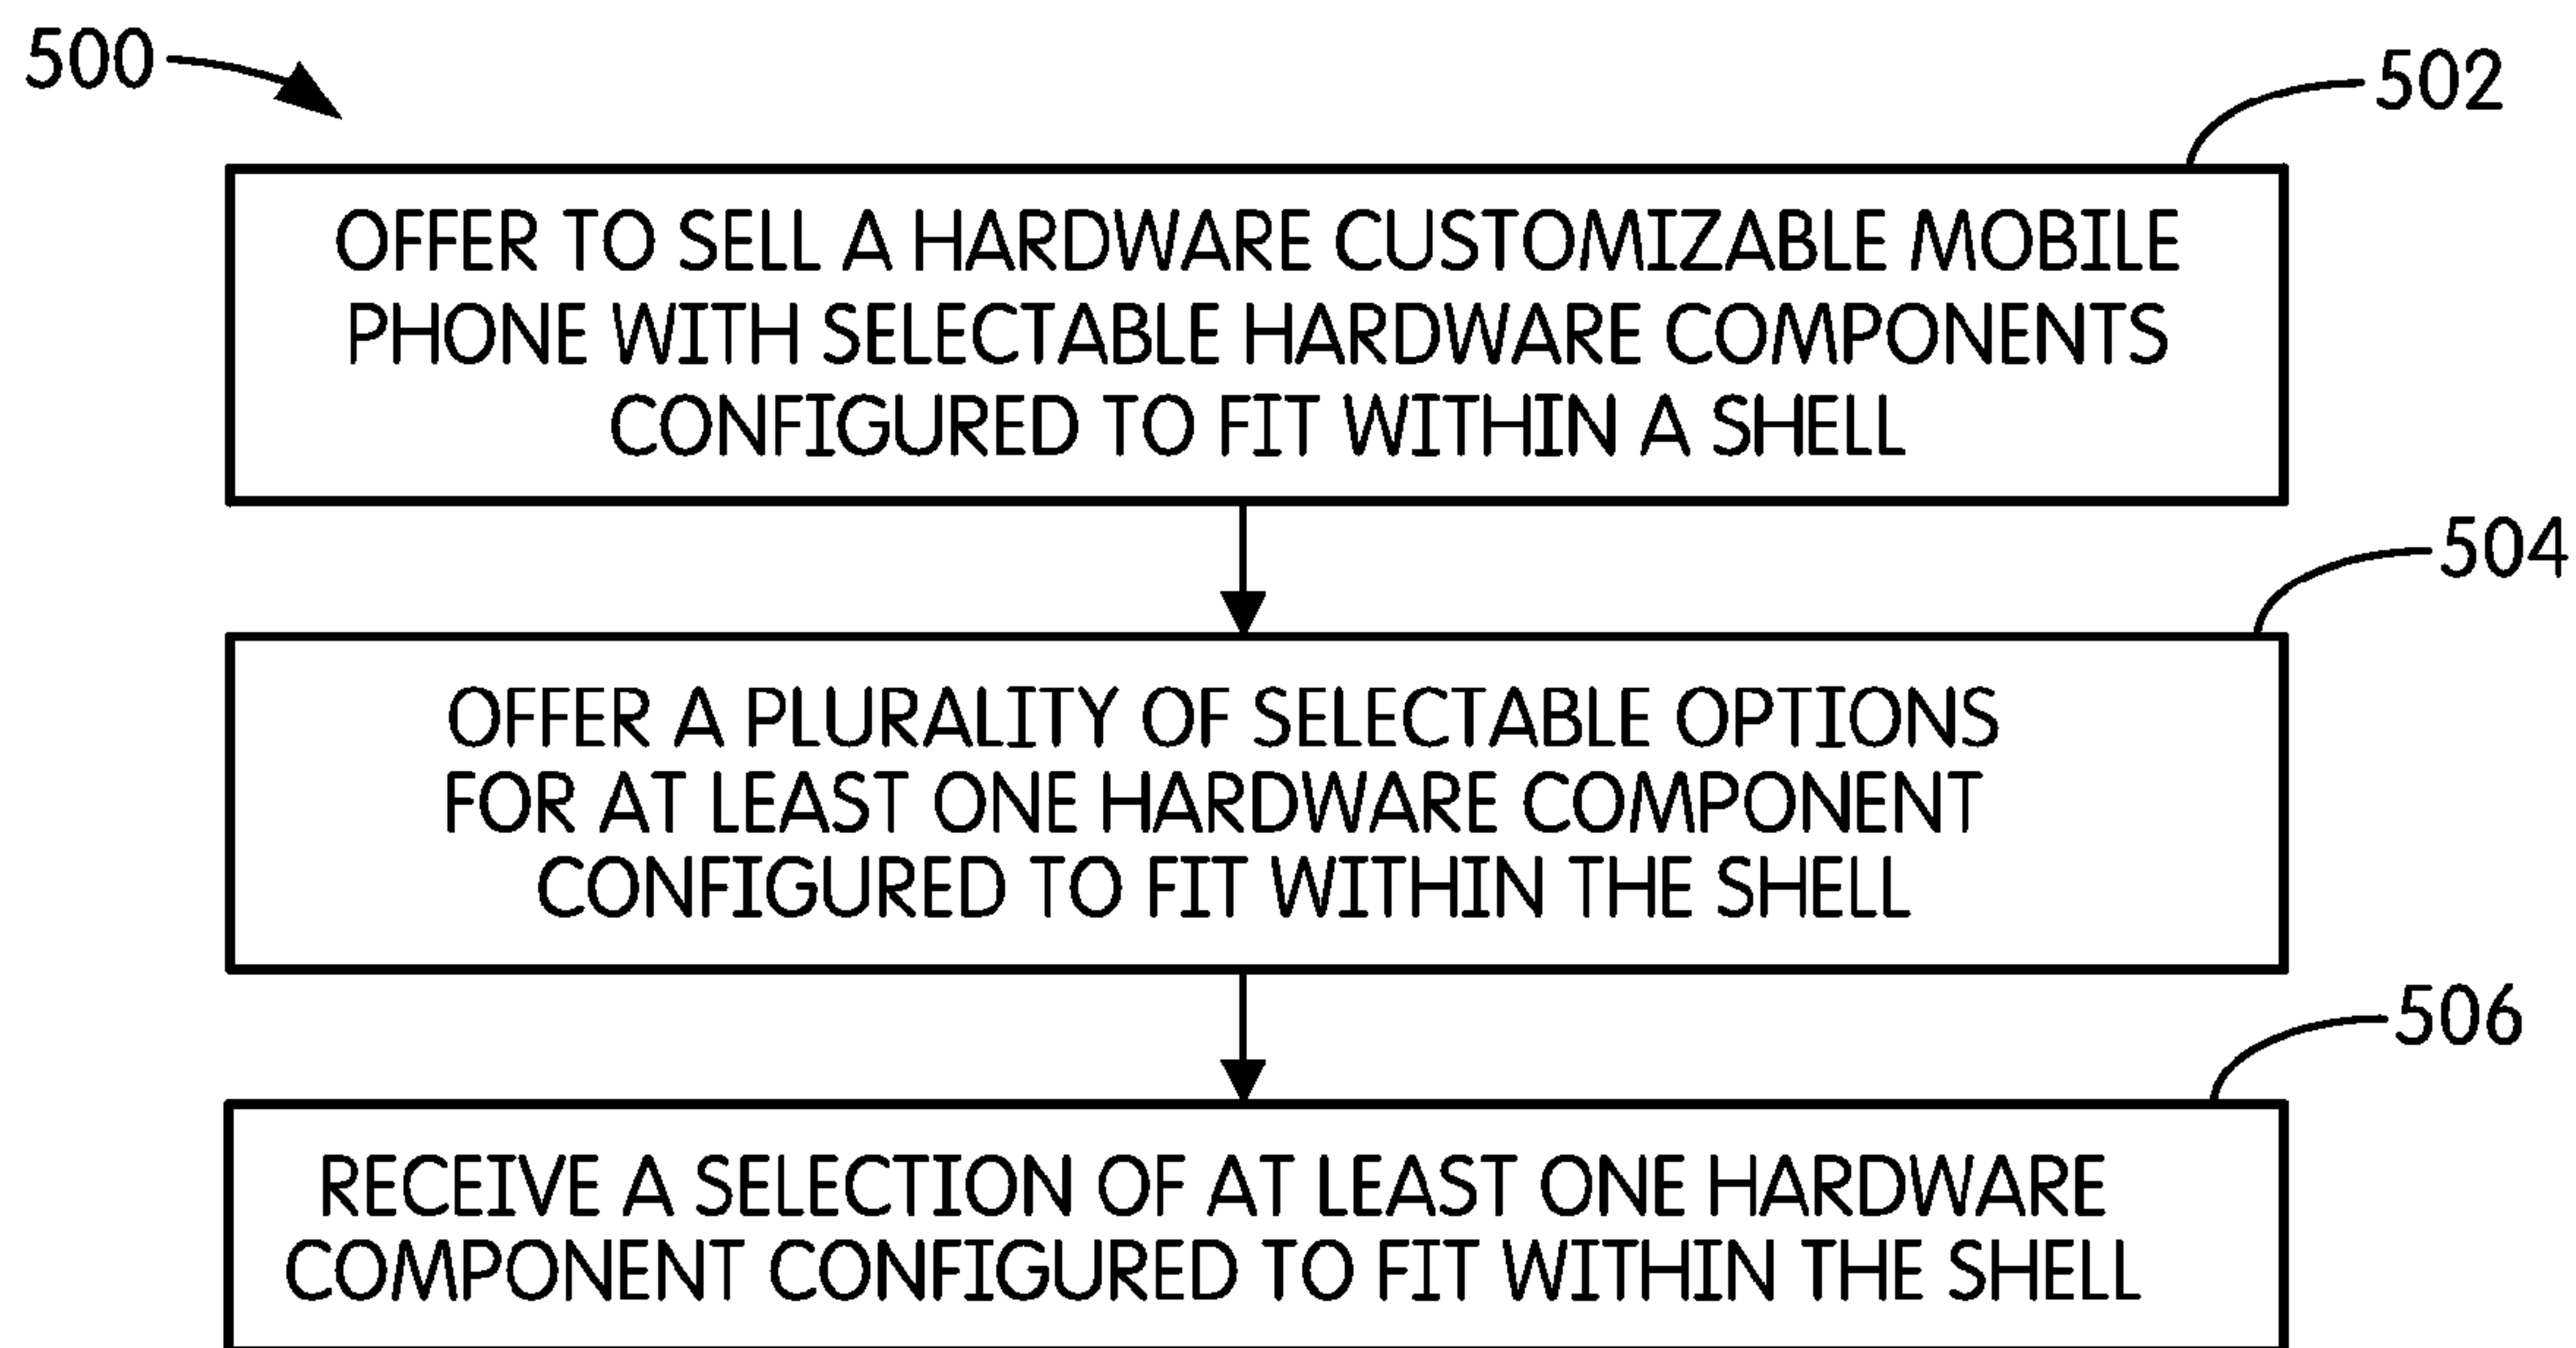 500
502
OFFER TO SELL A HARDWARE CUSTOMIZABLE MOBILE
PHONE WITH SELECTABLE HARDWARE COMPONENTS
CONFIGURED TO FIT WITHIN A SHELL
504
OFFER A PLURALITY OF SELECTABLE OPTIONS
FOR AT LEAST ONE HARDWARE COMPONENT
CONFIGURED TO FIT WITHIN THE SHELL
506
RECEIVE A SELECTION OF AT LEAST ONE HARDWARE
COMPONENT CONFIGURED TO FIT WITHIN THE SHELL